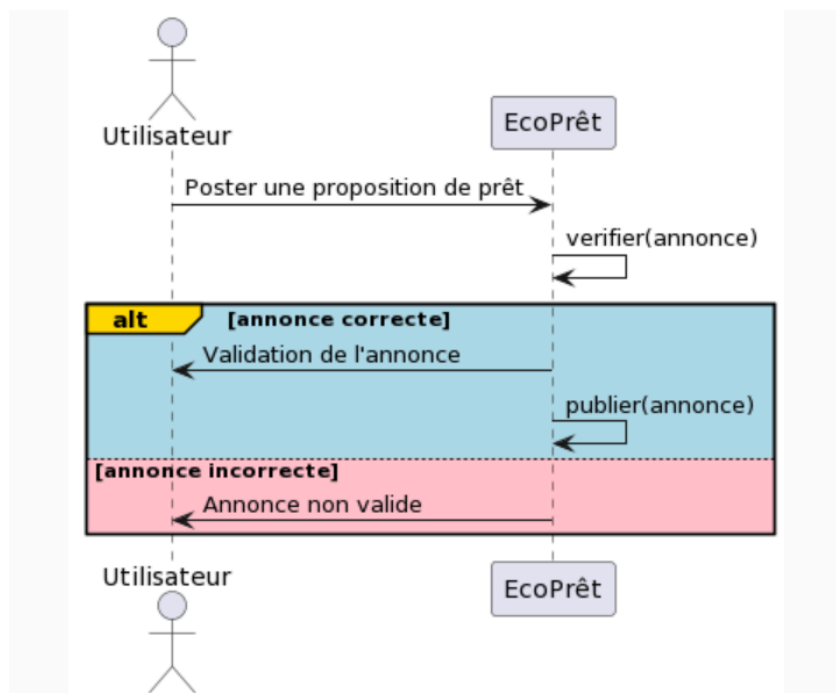 Utilisateur
EcoPrêt
Poster une proposition de prêt
verifier(annonce)
alt [annonce correcte]
Validation de l'annonce
publier(annonce)
[annonce incorrecte]
Annonce non valide
Utilisateur
EcoPrêt